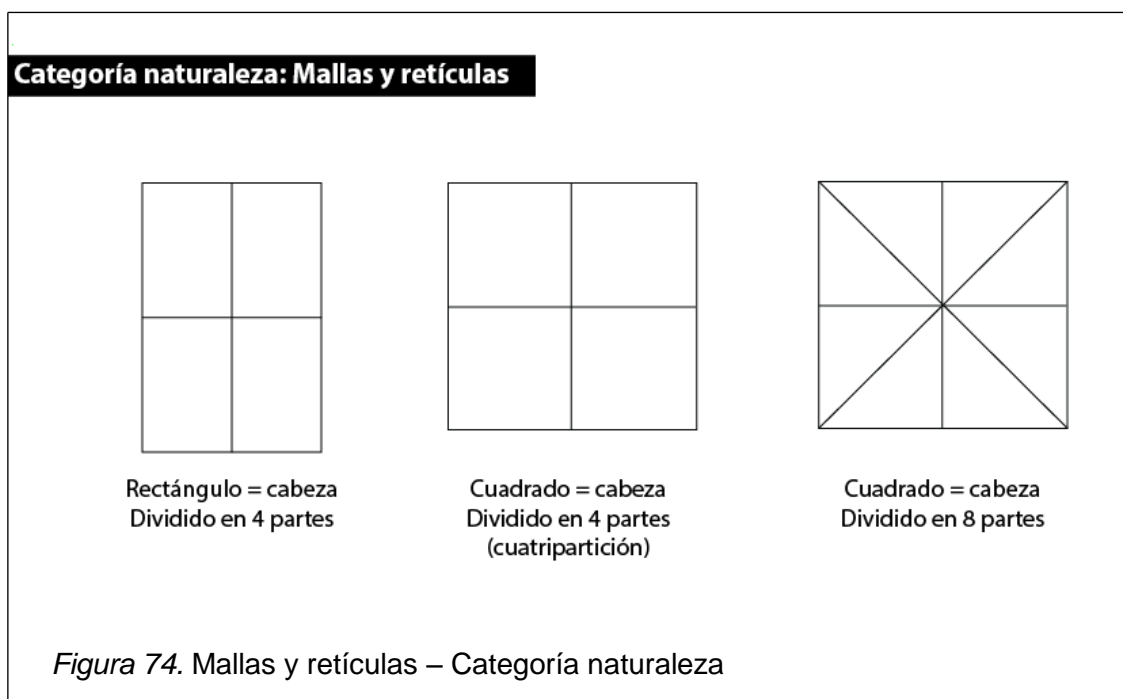 Categoría naturaleza: Mallas y retículas
Rectángulo = cabeza
Dividido en 4 partes
Cuadrado = cabeza
Dividido en 4 partes
(cuatripartición)
Cuadrado = cabeza
Dividido en 8 partes
Figura 74. Mallas y retículas – Categoría naturaleza